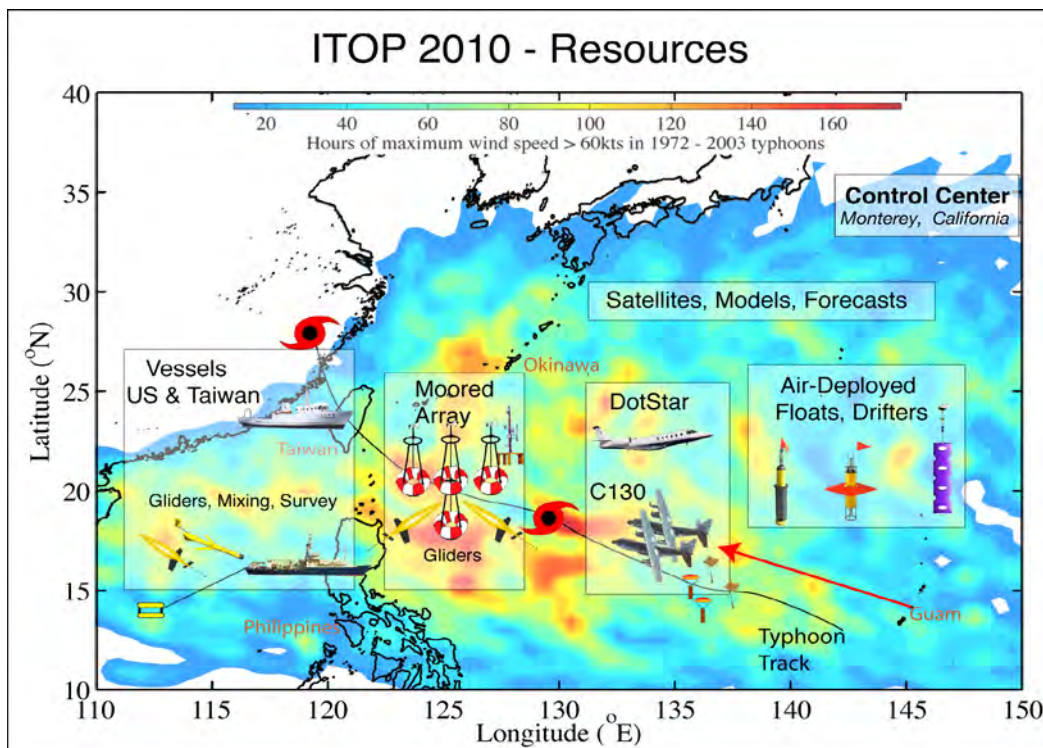 ITOP 2010 - Resources
40
35
30
25
20
15
10
Latitude (°N)
20 40 60 80 100 120 140 160
Hours of maximum wind speed > 60kts in 1972 - 2003 typhoons
Control Center
Monterey, California
Satellites, Models, Forecasts
Vessels
US & Taiwan
Taiwan
Gliders, Mixing, Survey
Philippines
Moored
Array
Gliders
Okinawa
DotStar
C130
Air-Deployed
Floats, Drifters
Guam
Typhoon
Track
110 115 120 125 130 135 140 145 150
Longitude (°E)